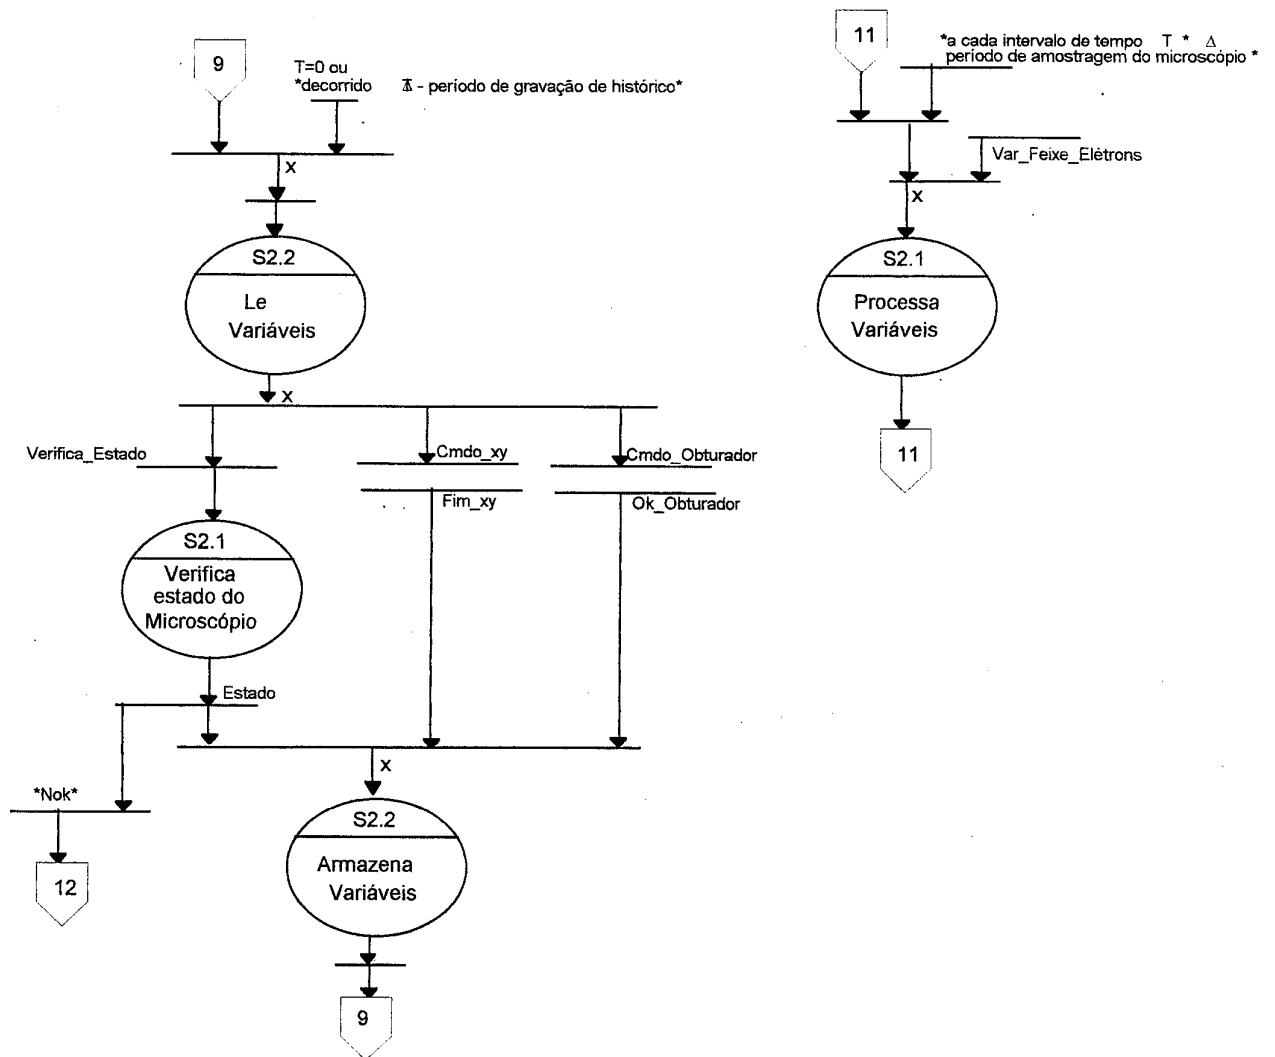 9
T=0 ou
*decorrido - período de gravação de histórico*
x
S2.2
Le
Variáveis
x
Verifica_Estado
Cmdo_xy
Cmdo_Obturador
Fim_xy
Ok_Obturador
S2.1
Verifica
estado do
Microscópio
Estado
x
*Nok*
12
S2.2
Armazena
Variáveis
9
11
*a cada intervalo de tempo T * Δ
período de amostragem do microscópio *
Var_Feixe_Elétrons
x
S2.1
Processa
Variáveis
11